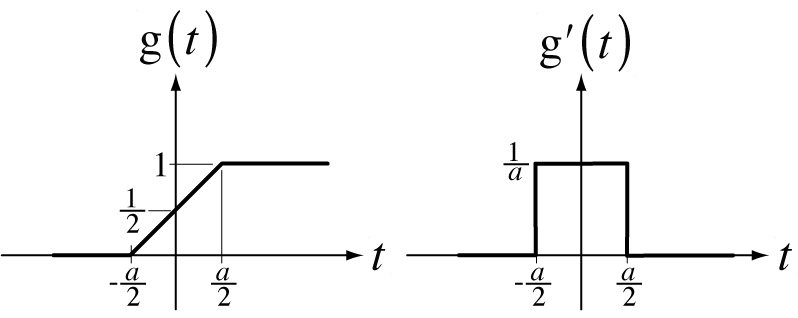 g(t)
1
1/2
-a/2
a/2
t
g′(t)
1/a
-a/2
a/2
t